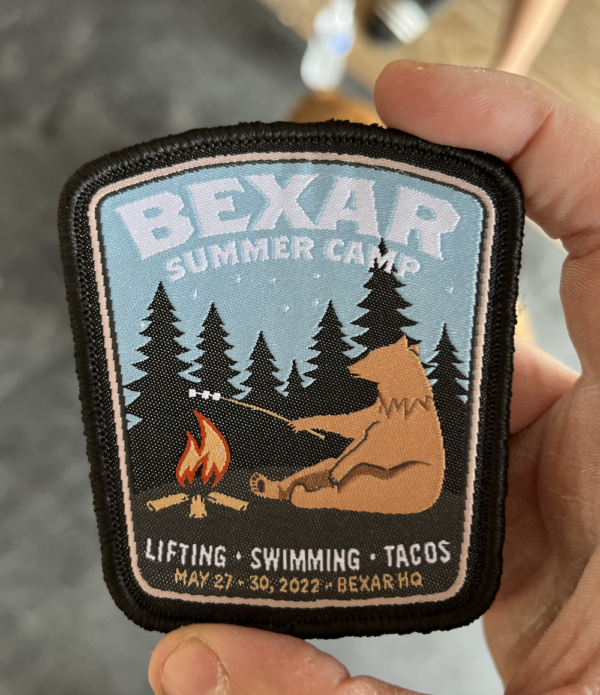 BEXAR
SUMMER CAMP
LIFTING • SWIMMING • TACOS
MAY 27 - 30, 2022 - BEXAR HQ